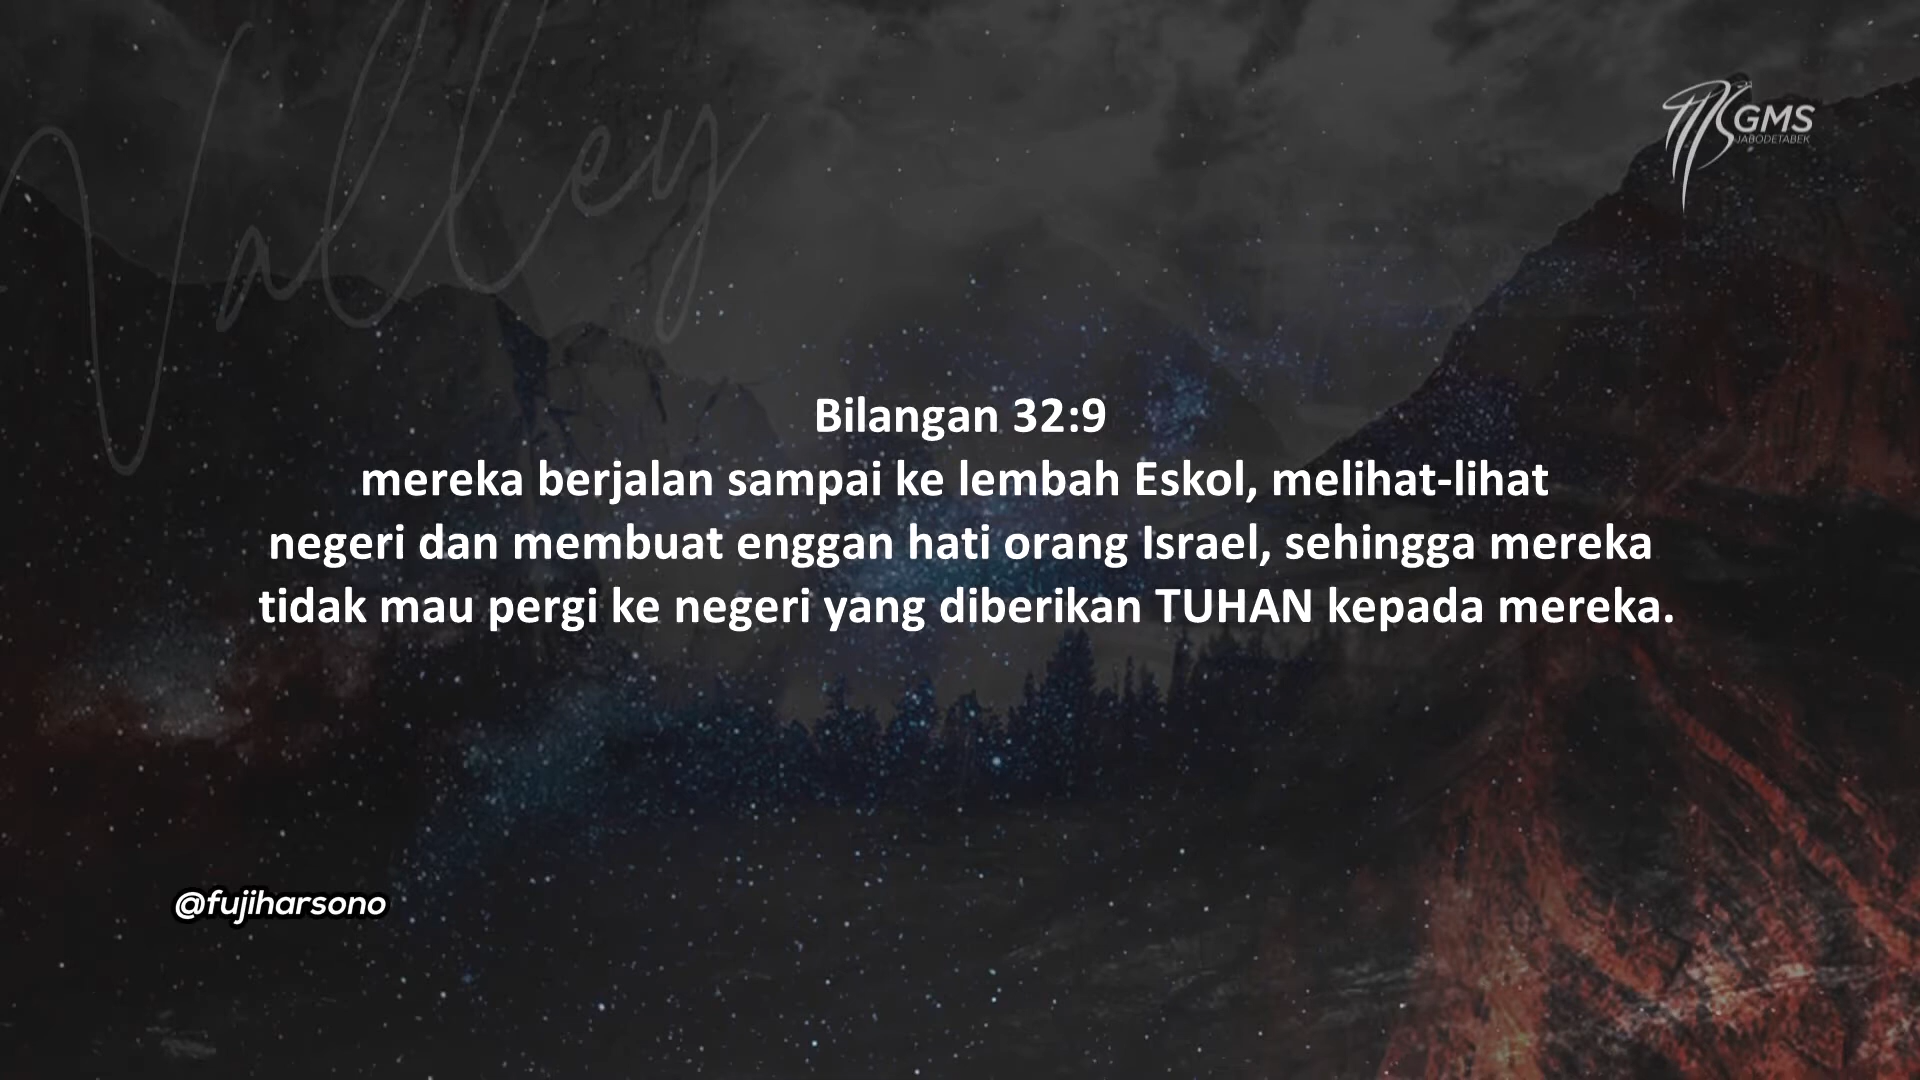 Valley
GMS
JABODETABEK
Bilangan 32:9
mereka berjalan sampai ke lembah Eskol, melihat-lihat
negeri dan membuat enggan hati orang Israel, sehingga mereka
tidak mau pergi ke negeri yang diberikan TUHAN kepada mereka.
@fujiharsono